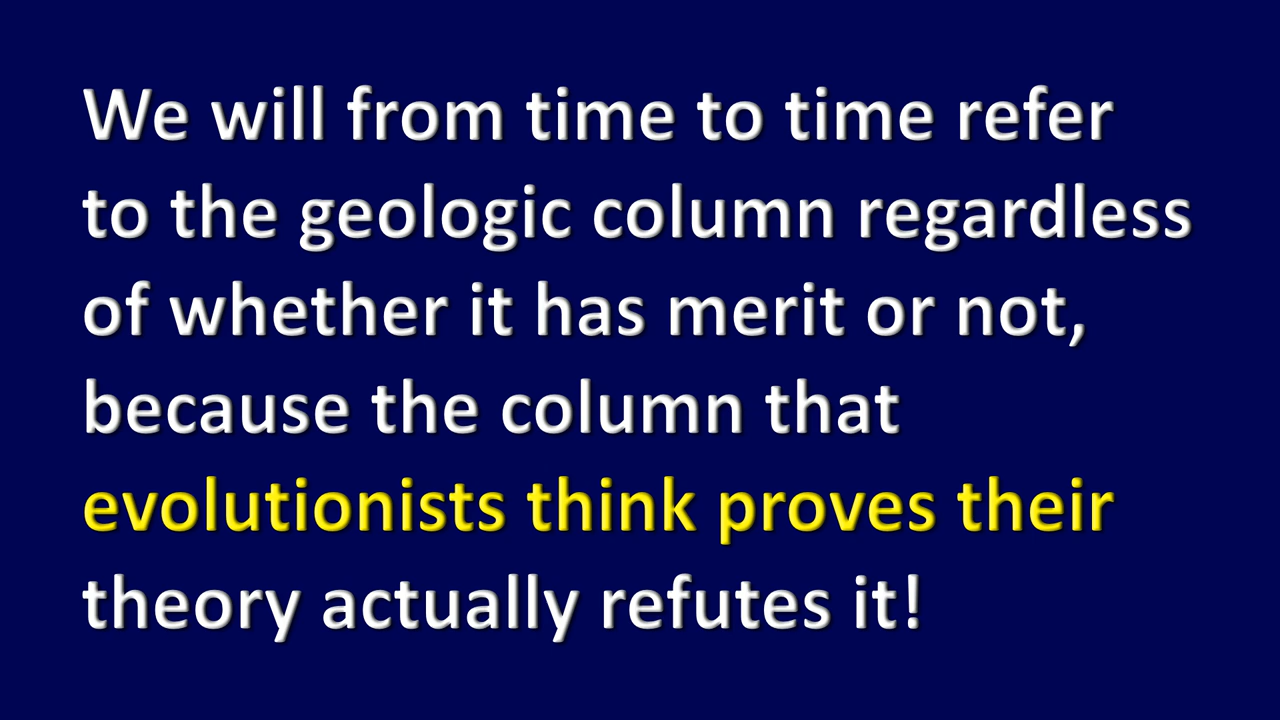 We will from time to time refer
to the geologic column regardless
of whether it has merit or not,
because the column that
evolutionists think proves their
theory actually refutes it!